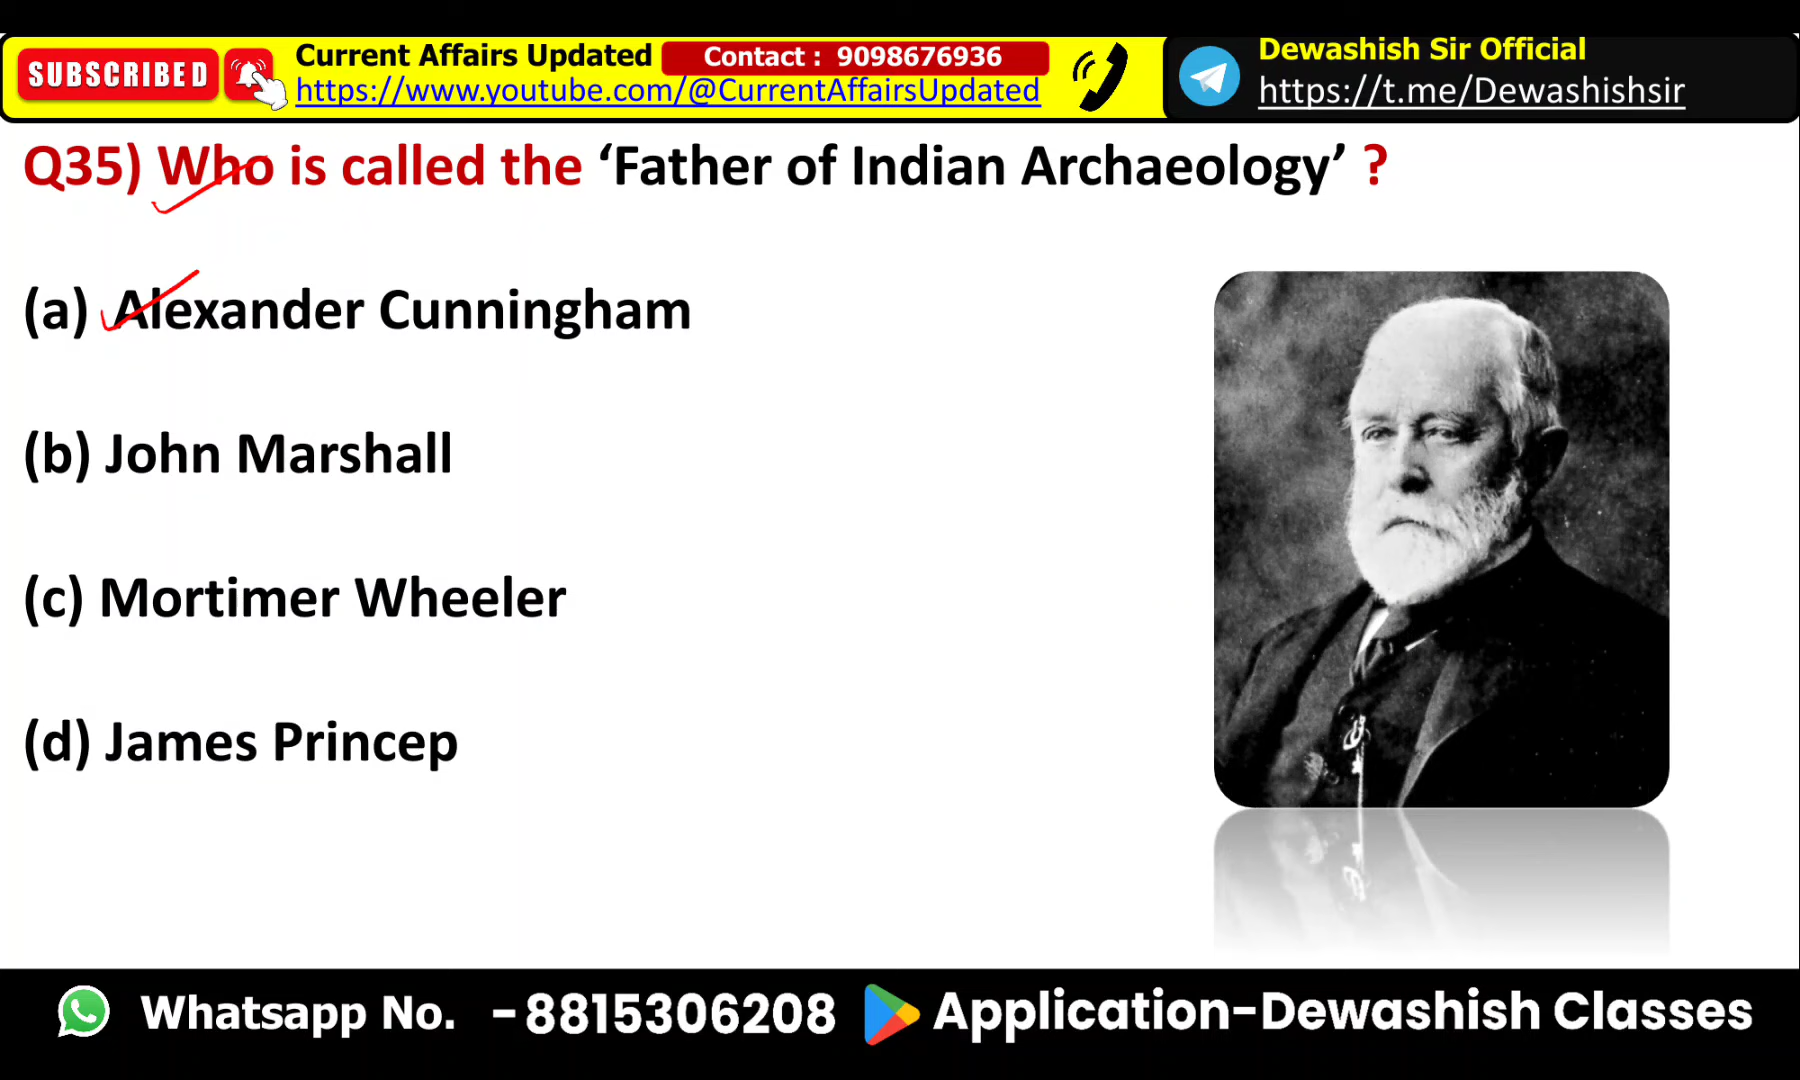 SUBSCRIBED
Current Affairs Updated
Contact : 9098676936
https://www.youtube.com/@CurrentAffairsUpdated
Dewashish Sir Official
https://t.me/Dewashishsir
Q35) Who is called the ‘Father of Indian Archaeology’ ?
(a) Alexander Cunningham
(b) John Marshall
(c) Mortimer Wheeler
(d) James Princep
Whatsapp No. -8815306208
Application-Dewashish Classes